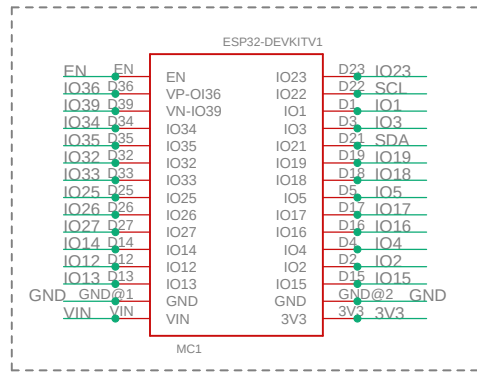 ESP32-DEVKITV1
EN EN EN IO23 D23 IO23
IO36 D36 VP-OI36 IO22 D22 SCL
IO39 D39 VN-IO39 IO1 D1 IO1
IO34 D34 IO34 IO3 D3 IO3
IO35 D35 IO35 IO21 D21 SDA
IO32 D32 IO32 IO19 D19 IO19
IO33 D33 IO33 IO18 D18 IO18
IO25 D25 IO25 IO5 D5 IO5
IO26 D26 IO26 IO17 D17 IO17
IO27 D27 IO27 IO16 D16 IO16
IO14 D14 IO14 IO4 D4 IO4
IO12 D12 IO12 IO2 D2 IO2
IO13 D13 IO13 IO15 D15 IO15
GND GND@1 GND GND GND@2 GND
VIN VIN VIN 3V3 3V3 3V3
MC1